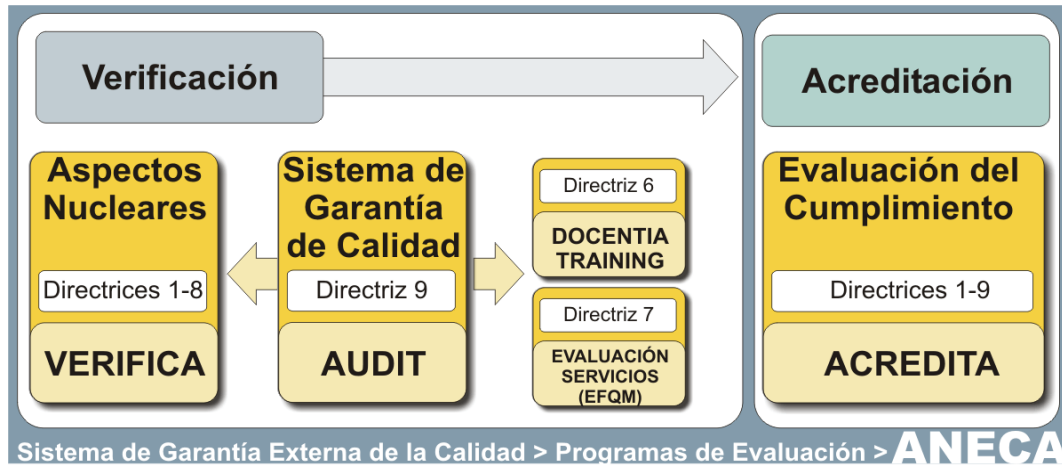 Verificación
Acreditación
Aspectos
Nucleares
Directrices 1-8
VERIFICA
Sistema de
Garantía
de Calidad
Directriz 9
AUDIT
Directriz 6
DOCENTIA
TRAINING
Directriz 7
EVALUACIÓN
SERVICIOS
(EFQM)
Evaluación del
Cumplimiento
Directrices 1-9
ACREDITA
Sistema de Garantía Externa de la Calidad > Programas de Evaluación > ANECA